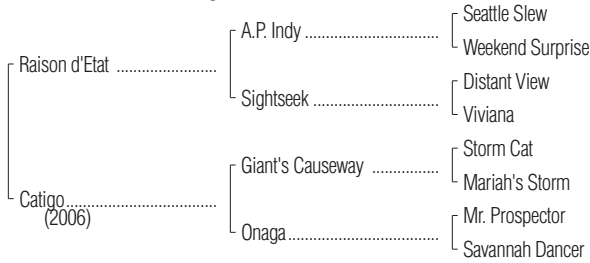 Seattle Slew
A.P. Indy ........................
Weekend Surprise
Raison d'Etat ..................
Distant View
Sightseek ......................
Viviana
Storm Cat
Giant's Causeway ............
Mariah's Storm
Catigo...........................
(2006)
Mr. Prospector
Onaga...........................
Savannah Dancer